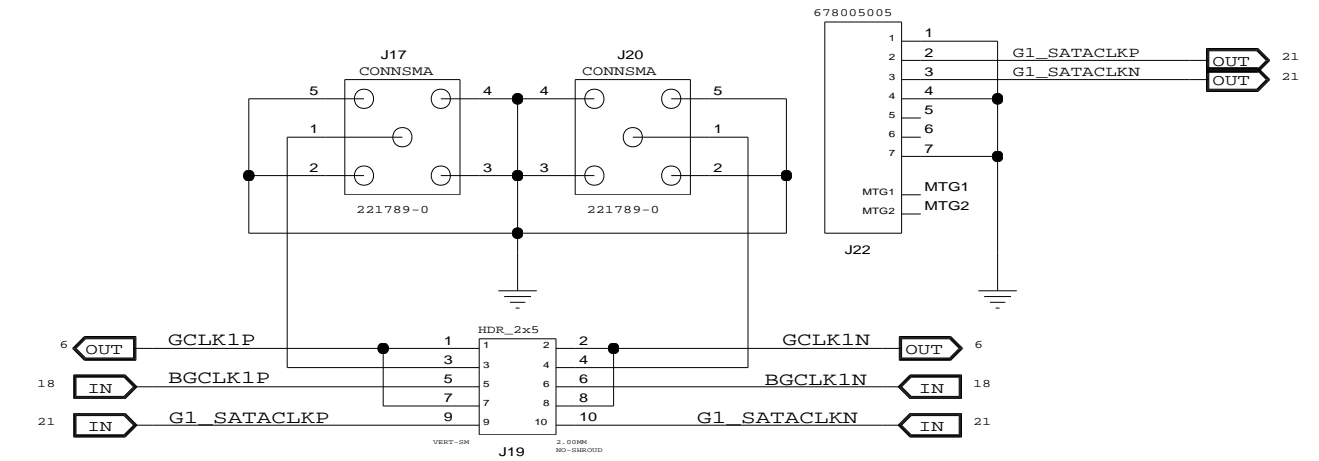 678005005
J17 J20
CONNSMA CONNSMA
1 1
2 2 G1_SATACLKP OUT 21
3 3 G1_SATACLKN OUT 21
5 4 4 5 4 4
5 5
1 1 6 6
7 7
2 3 3 2
MTG1 MTG1
MTG2 MTG2
221789-0 221789-0
J22
HDR_2x5
6 OUT GCLK1P 1 1 2 2 GCLK1N OUT 6
3 3 4 4
18 IN BGCLK1P 5 5 6 6 BGCLK1N IN 18
7 7 8 8
21 IN G1_SATACLKP 9 9 10 10 G1_SATACLKN IN 21
VERT-SM 2.00MM
NO-SHROUD
J19